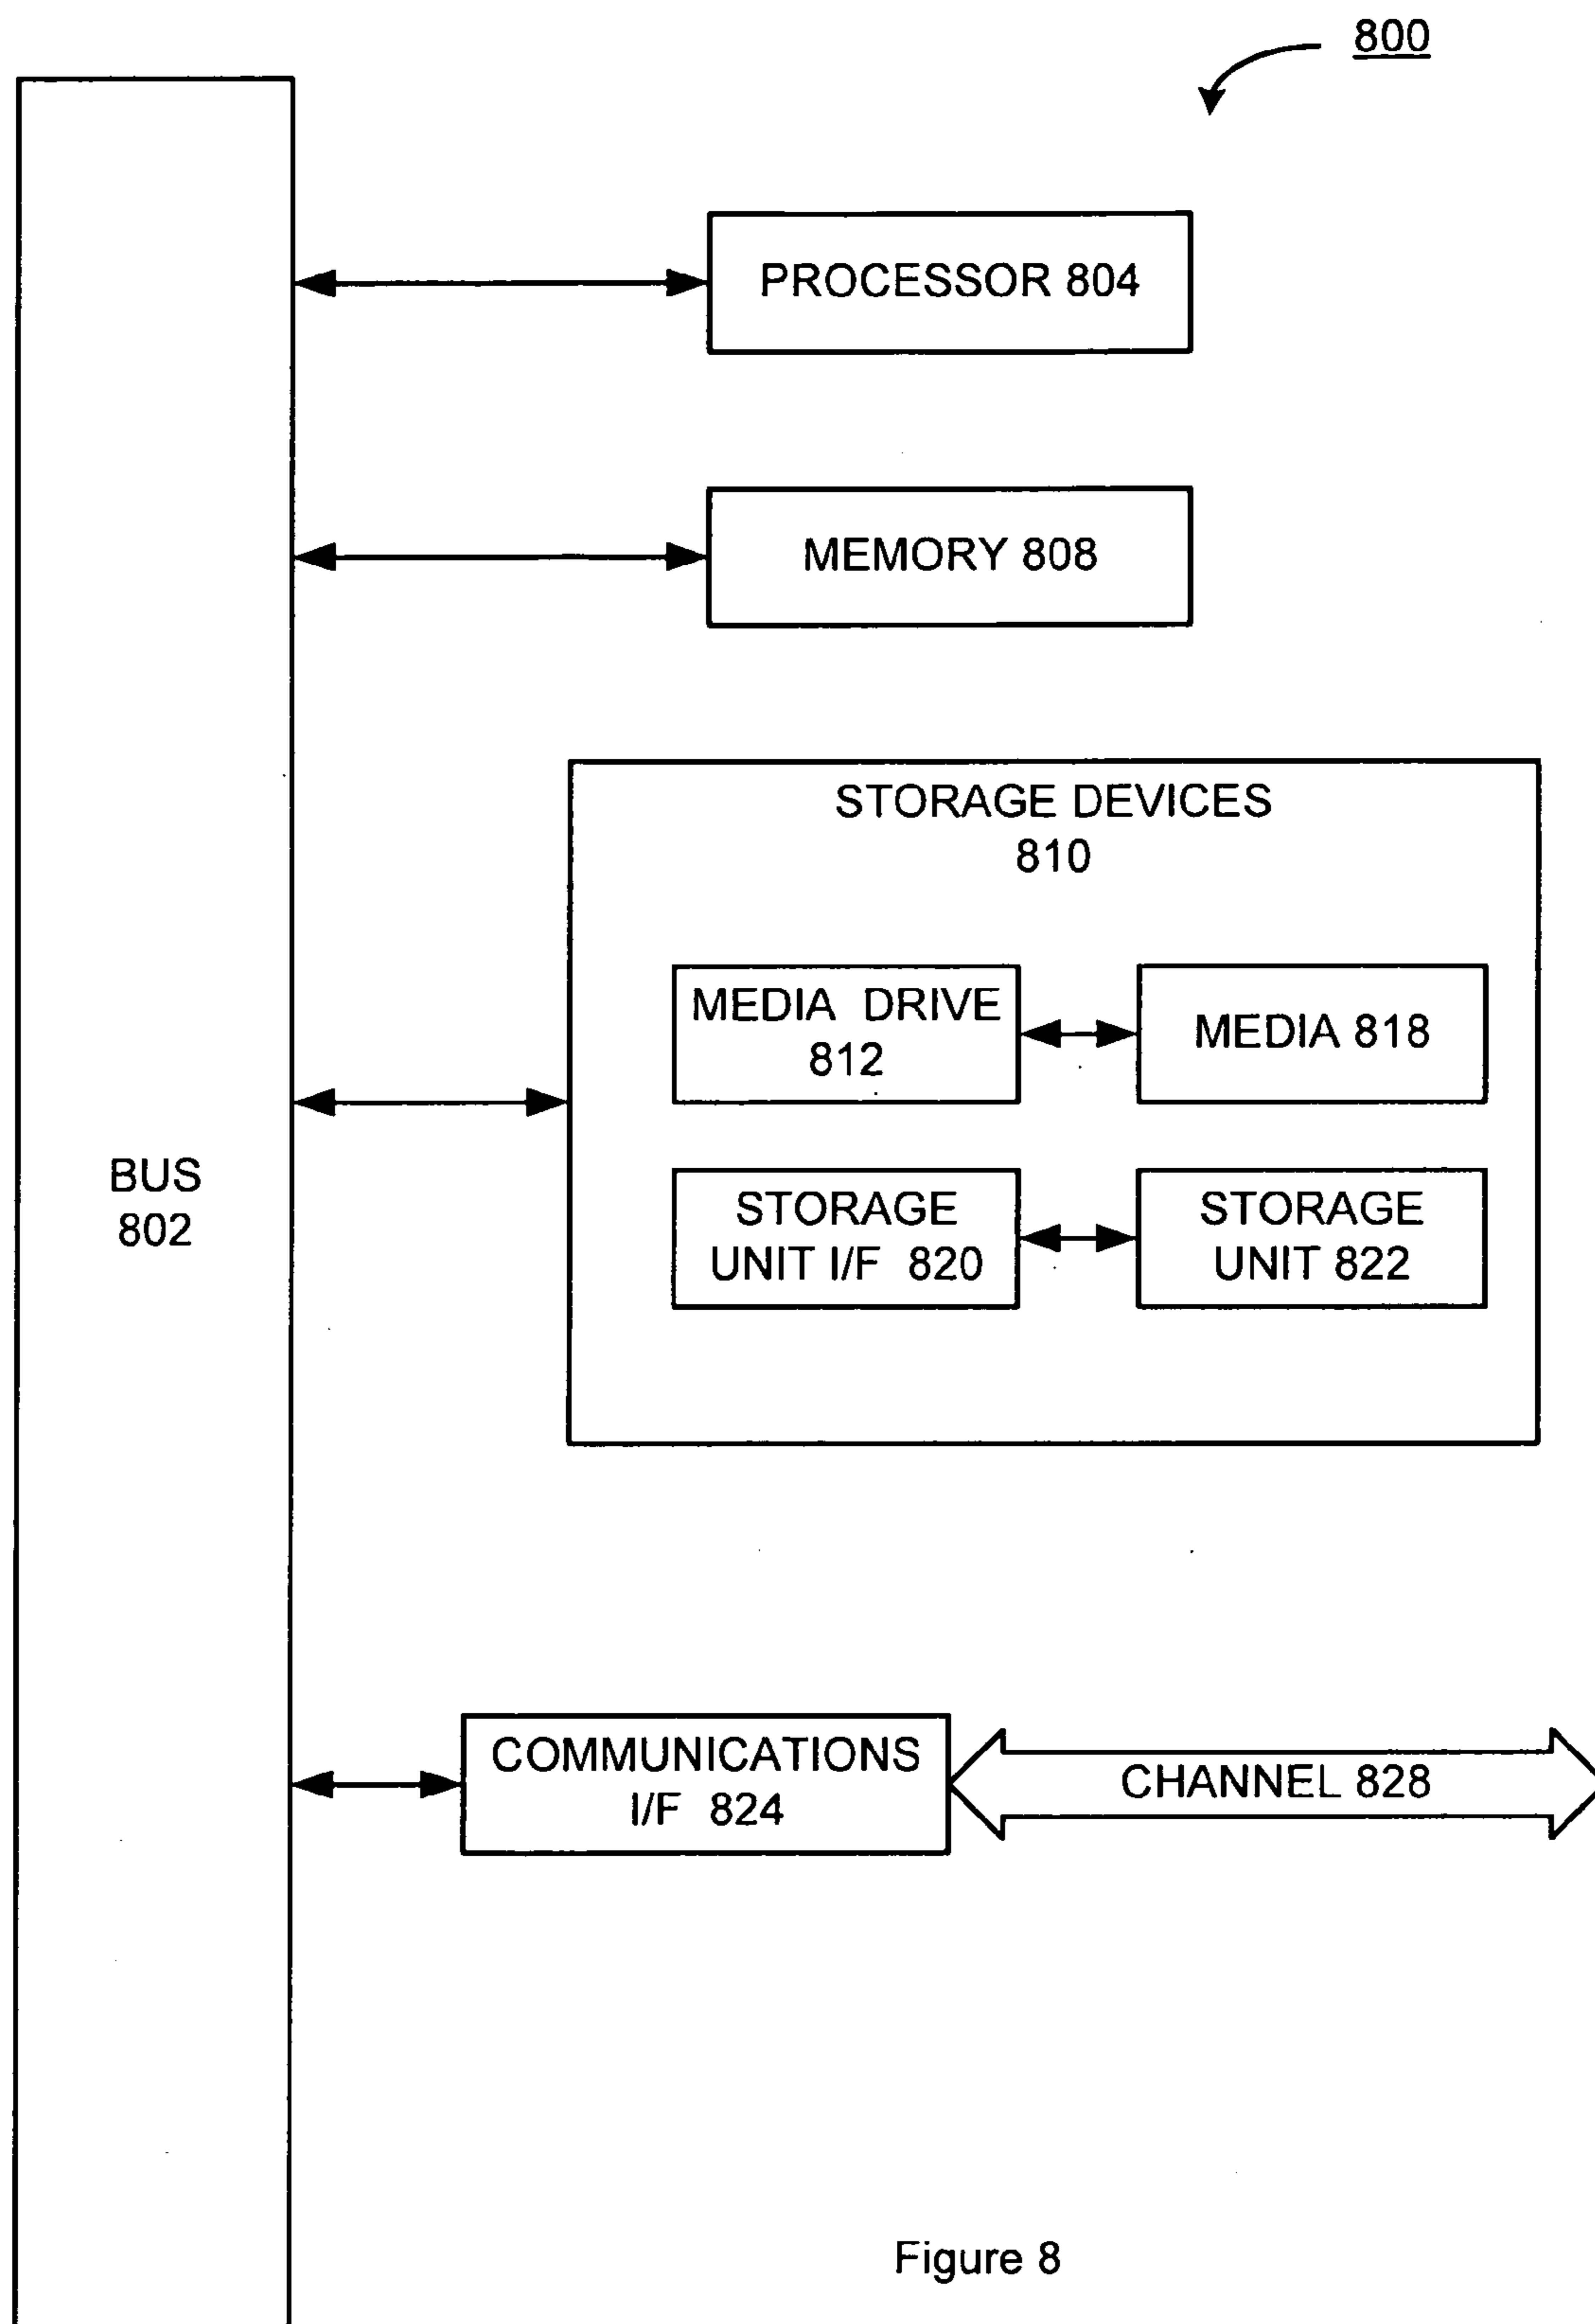 800
PROCESSOR 804
MEMORY 808
STORAGE DEVICES
810
MEDIA DRIVE
812
MEDIA 818
BUS
802
STORAGE
UNIT I/F 820
STORAGE
UNIT 822
COMMUNICATIONS
I/F 824
CHANNEL 828
Figure 8